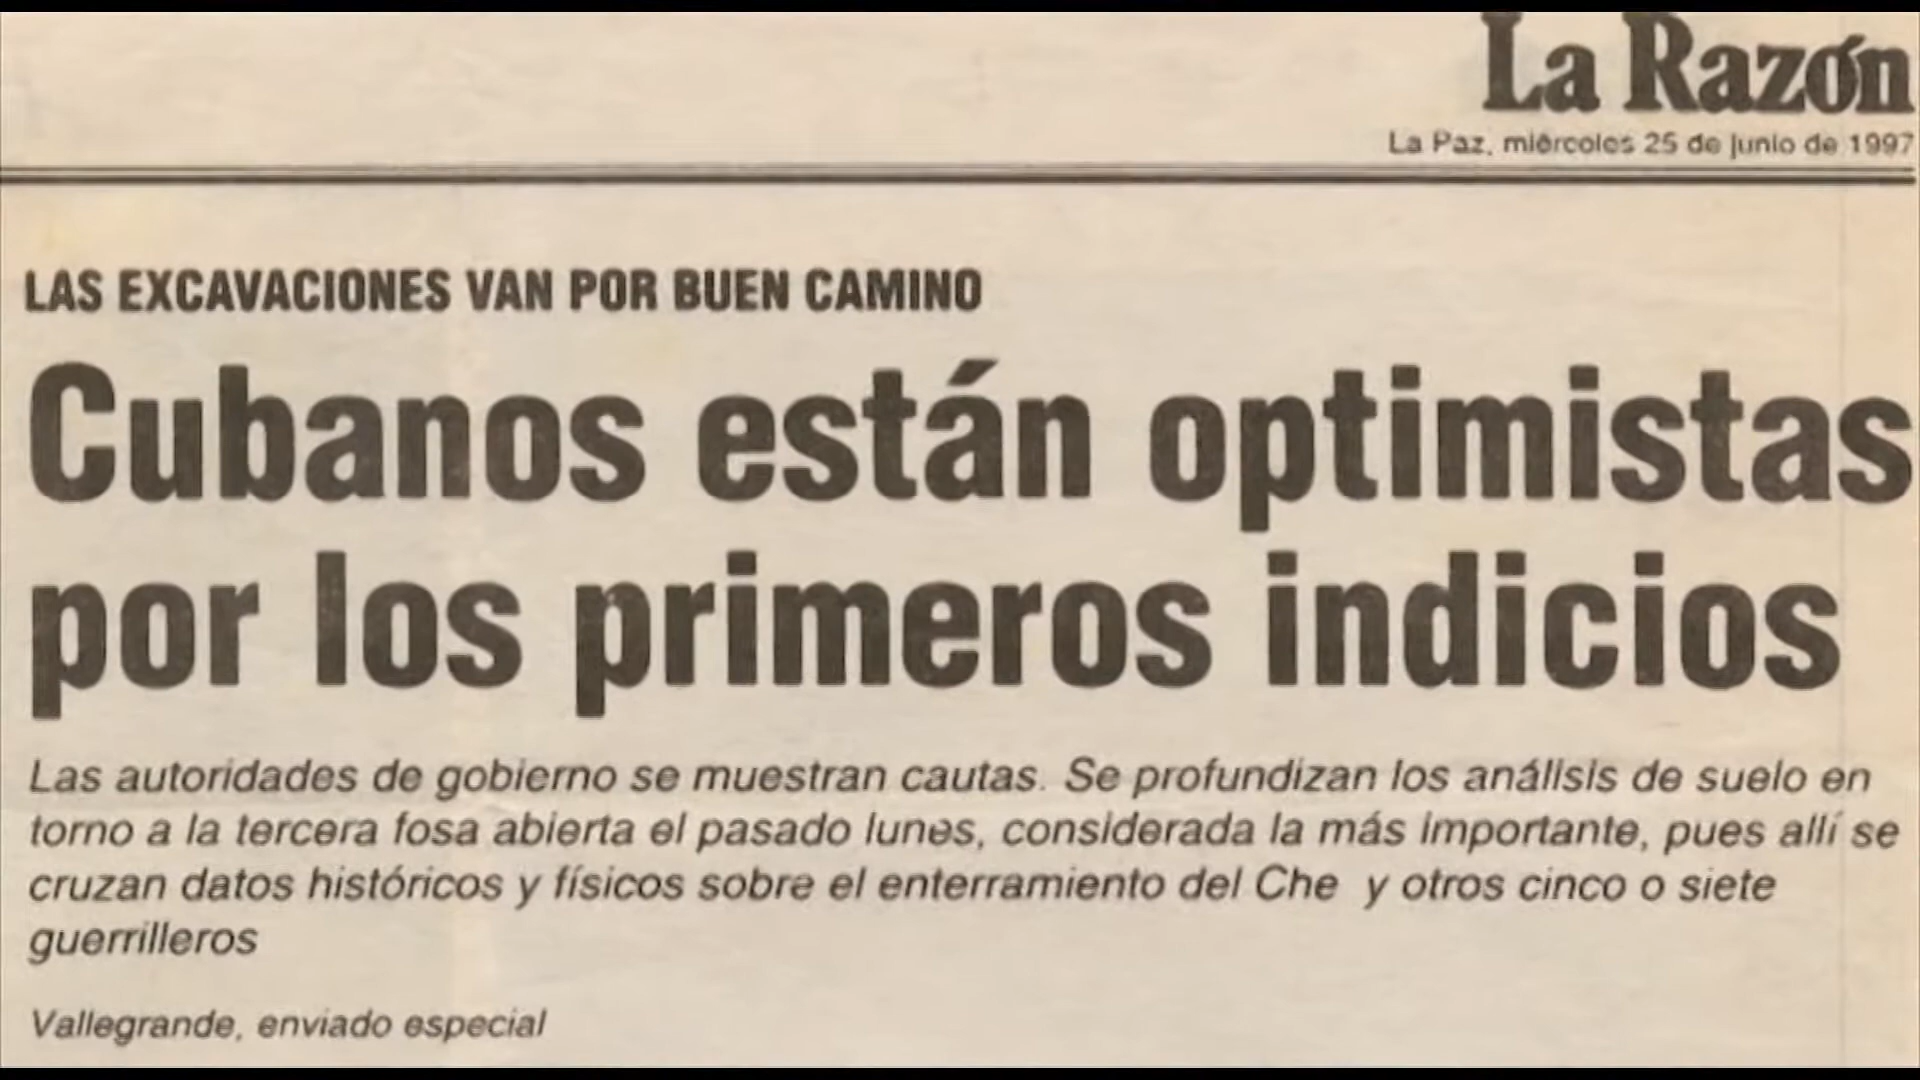 La Razón
La Paz, miércoles 25 de junio de 1997
LAS EXCAVACIONES VAN POR BUEN CAMINO
Cubanos están optimistas
por los primeros indicios
Las autoridades de gobierno se muestran cautas. Se profundizan los análisis de suelo en
torno a la tercera fosa abierta el pasado lunes, considerada la más importante, pues allí se
cruzan datos históricos y físicos sobre el enterramiento del Che y otros cinco o siete
guerrilleros
Vallegrande, enviado especial